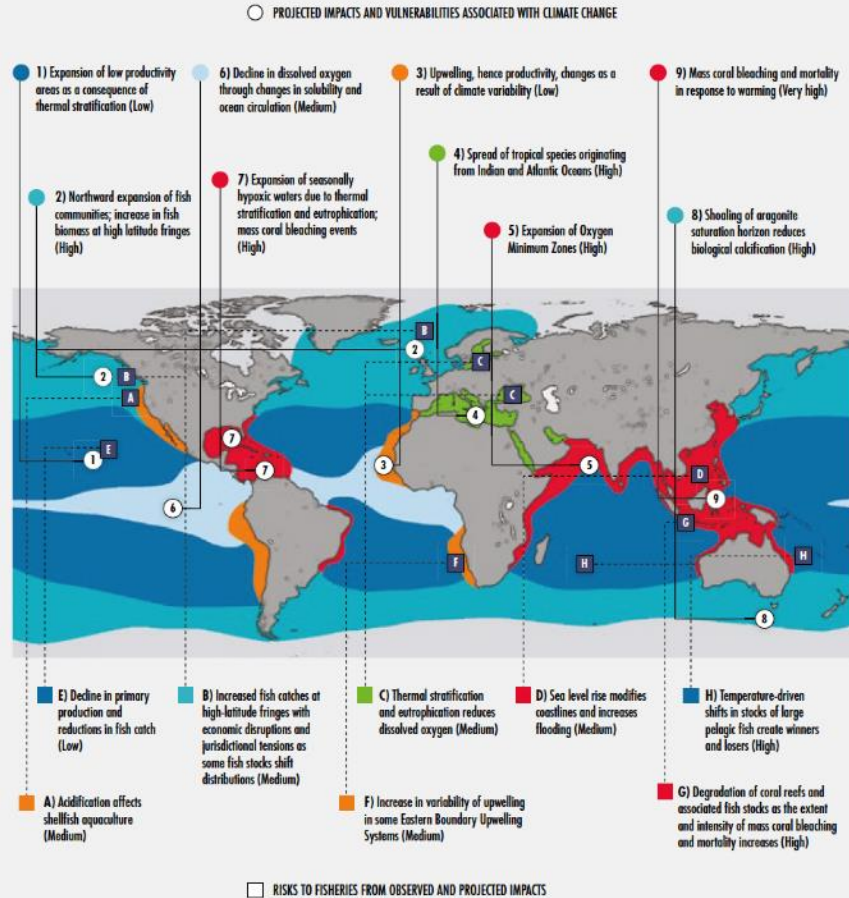 PROJECTED IMPACTS AND VULNERABILITIES ASSOCIATED WITH CLIMATE CHANGE
1) Expansion of low productivity
areas as a consequence of
thermal stratification (Low)
6) Decline in dissolved oxygen
through changes in solubility and
ocean circulation (Medium)
3) Upwelling, hence productivity, changes as a
result of climate variability (Low)
9) Mass coral bleaching and mortality
in response to warming (Very high)
2) Northward expansion of fish
communities; increase in fish
biomass at high latitude fringes
(High)
7) Expansion of seasonally
hypoxic waters due to thermal
stratification and eutrophication;
mass coral bleaching events
(High)
4) Spread of tropical species originating
from Indian and Atlantic Oceans (High)
5) Expansion of Oxygen
Minimum Zones (High)
8) Shoaling of aragonite
saturation horizon reduces
biological calcification (High)
B
2
C
2
B
A
C
4
7
E
1
7
3
5
D
9
6
G
F
H
H
8
E) Decline in primary
production and
reductions in fish catch
(Low)
B) Increased fish catches at
high-latitude fringes with
economic disruptions and
jurisdictional tensions as
some fish stocks shift
distributions (Medium)
C) Thermal stratification
and eutrophication reduces
dissolved oxygen (Medium)
D) Sea level rise modifies
coastlines and increases
flooding (Medium)
H) Temperature-driven
shifts in stocks of large
pelagic fish create winners
and losers (High)
A) Acidification affects
shellfish aquaculture
(Medium)
F) Increase in variability of upwelling
in some Eastern Boundary Upwelling
Systems (Medium)
G) Degradation of coral reefs and
associated fish stocks as the extent
and intensity of mass coral bleaching
and mortality increases (High)
RISKS TO FISHERIES FROM OBSERVED AND PROJECTED IMPACTS